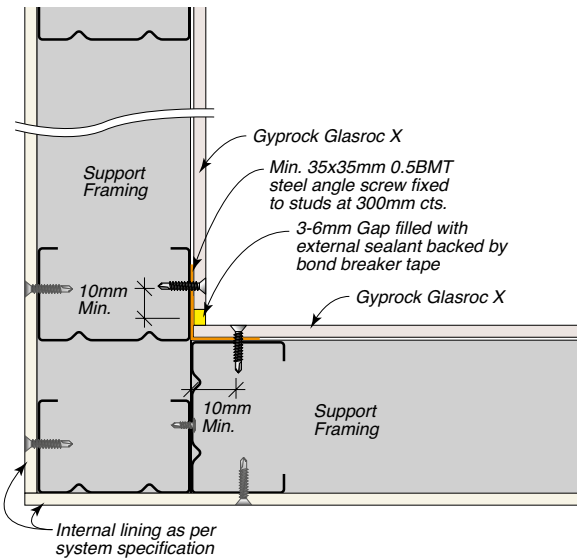 Gyprock Glasroc X
Support
Framing
Min. 35x35mm 0.5BMT
steel angle screw fixed
to studs at 300mm cts.
3-6mm Gap filled with
external sealant backed by
bond breaker tape
10mm
Min.
Gyprock Glasroc X
10mm
Min.
Support
Framing
Internal lining as per
system specification